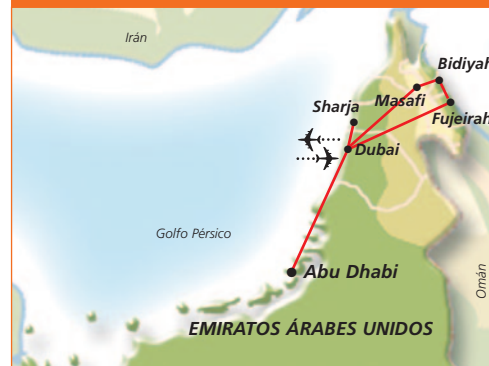 Irán
Bidiyah
Masafi
Sharja
Fujeirah
Dubai
Golfo Pérsico
Abu Dhabi
Omán
EMIRATOS ÁRABES UNIDOS